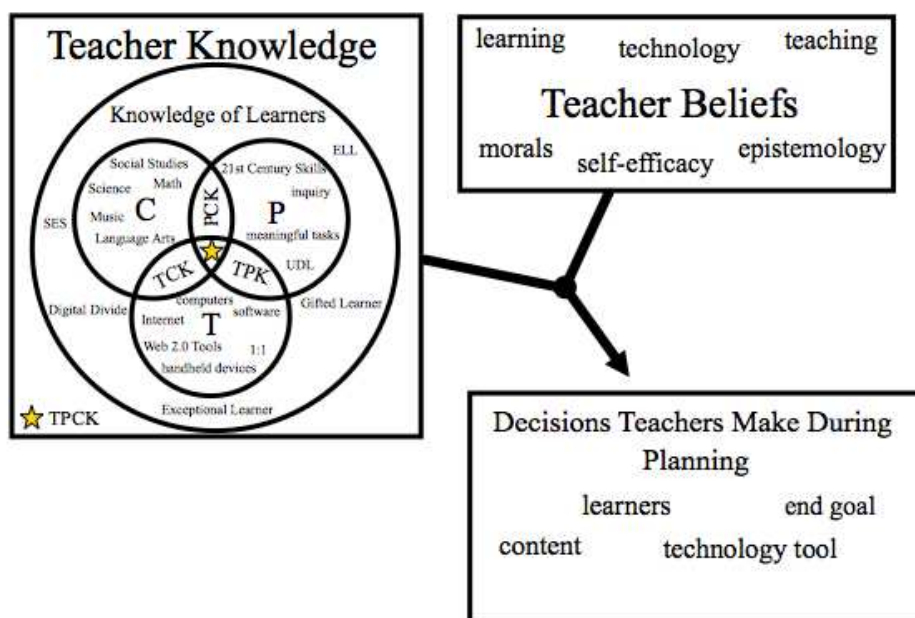 Teacher Knowledge
Knowledge of Learners
ELL
Social Studies
Science
Math
Music
C
Language Arts
SES
PCK
21st Century Skills
inquiry
P
meaningful tasks
UDL
TCK
TPK
Digital Divide
Gifted Learner
computers
software
Internet
T
Web 2.0 Tools
1:1
handheld devices
Exceptional Learner
TPCK
learning
technology
teaching
Teacher Beliefs
morals
self-efficacy
epistemology
Decisions Teachers Make During
Planning
learners
end goal
content
technology tool